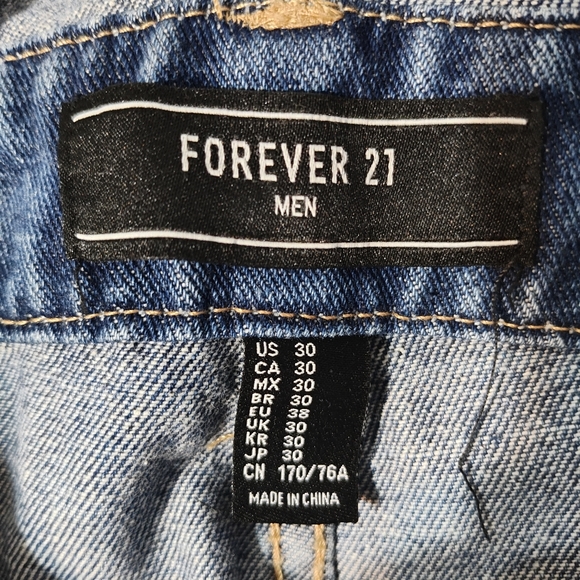 FOREVER 21
MEN
US 30
CA 30
MX 30
BR 30
EU 38
UK 30
KR 30
JP 30
CN 170/76A
MADE IN CHINA